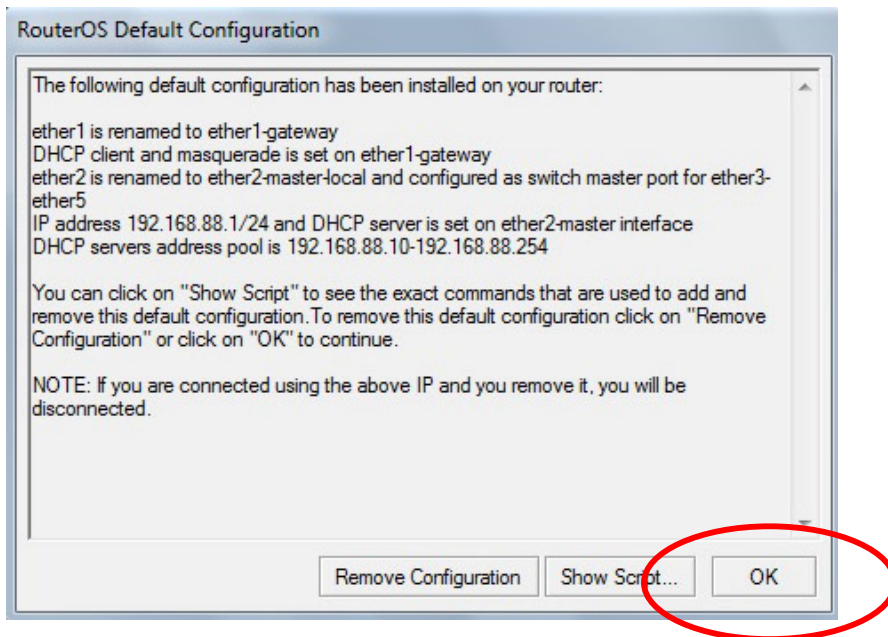 RouterOS Default Configuration
The following default configuration has been installed on your router:
ether1 is renamed to ether1-gateway
DHCP client and masquerade is set on ether1-gateway
ether2 is renamed to ether2-master-local and configured as switch master port for ether3-
ether5
IP address 192.168.88.1/24 and DHCP server is set on ether2-master interface
DHCP servers address pool is 192.168.88.10-192.168.88.254
You can click on "Show Script" to see the exact commands that are used to add and
remove this default configuration.To remove this default configuration click on "Remove
Configuration" or click on "OK" to continue.
NOTE: If you are connected using the above IP and you remove it, you will be
disconnected.
Remove Configuration Show Script... OK